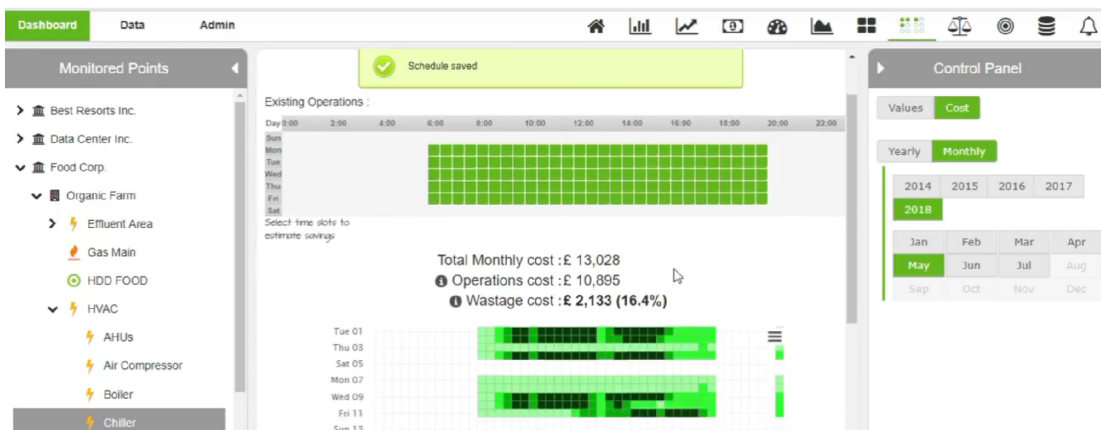 Dashboard Data Admin
Monitored Points
Best Resorts Inc.
Data Center Inc.
Food Corp.
Organic Farm
Effluent Area
Gas Main
HDD FOOD
HVAC
AHUs
Air Compressor
Boiler
Chiller
Schedule saved
Existing Operations :
Day 0:00 2:00 4:00 6:00 8:00 10:00 12:00 14:00 16:00 18:00 20:00 22:00
Sun
Mon
Tue
Wed
Thu
Fri
Sat
Select time slots to
estimate savings
Total Monthly cost :£ 13,028
Operations cost :£ 10,895
Wastage cost :£ 2,133 (16.4%)
Tue 01
Thu 03
Sat 05
Mon 07
Wed 09
Fri 11
Sun 13
Control Panel
Values Cost
Yearly Monthly
2014 2015 2016 2017
2018
Jan Feb Mar Apr
May Jun Jul Aug
Sep Oct Nov Dec